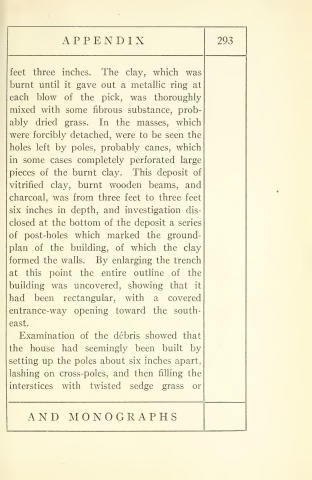 APPENDIX 293
feet three inches. The clay, which was
burnt until it gave out a metallic ring at
each blow of the pick, was thoroughly
mixed with some fibrous substance, prob-
ably dried grass. In the masses, which
were forcibly detached, were to be seen the
holes left by poles, probably canes, which
in some cases completely perforated large
pieces of the burnt clay. This deposit of
vitrified clay, burnt wooden beams, and
charcoal, was from three feet to three feet
six inches in depth, and investigation dis-
closed at the bottom of the deposit a series
of post-holes which marked the ground-
plan of the building, of which the clay
formed the walls. By enlarging the trench
at this point the entire outline of the
building was uncovered, showing that it
had been rectangular, with a covered
entrance-way opening toward the south-
east.
Examination of the débris showed that
the house had seemingly been built by
setting up the poles about six inches apart,
lashing on cross-poles, and then filling the
interstices with twisted sedge grass or
AND MONOGRAPHS